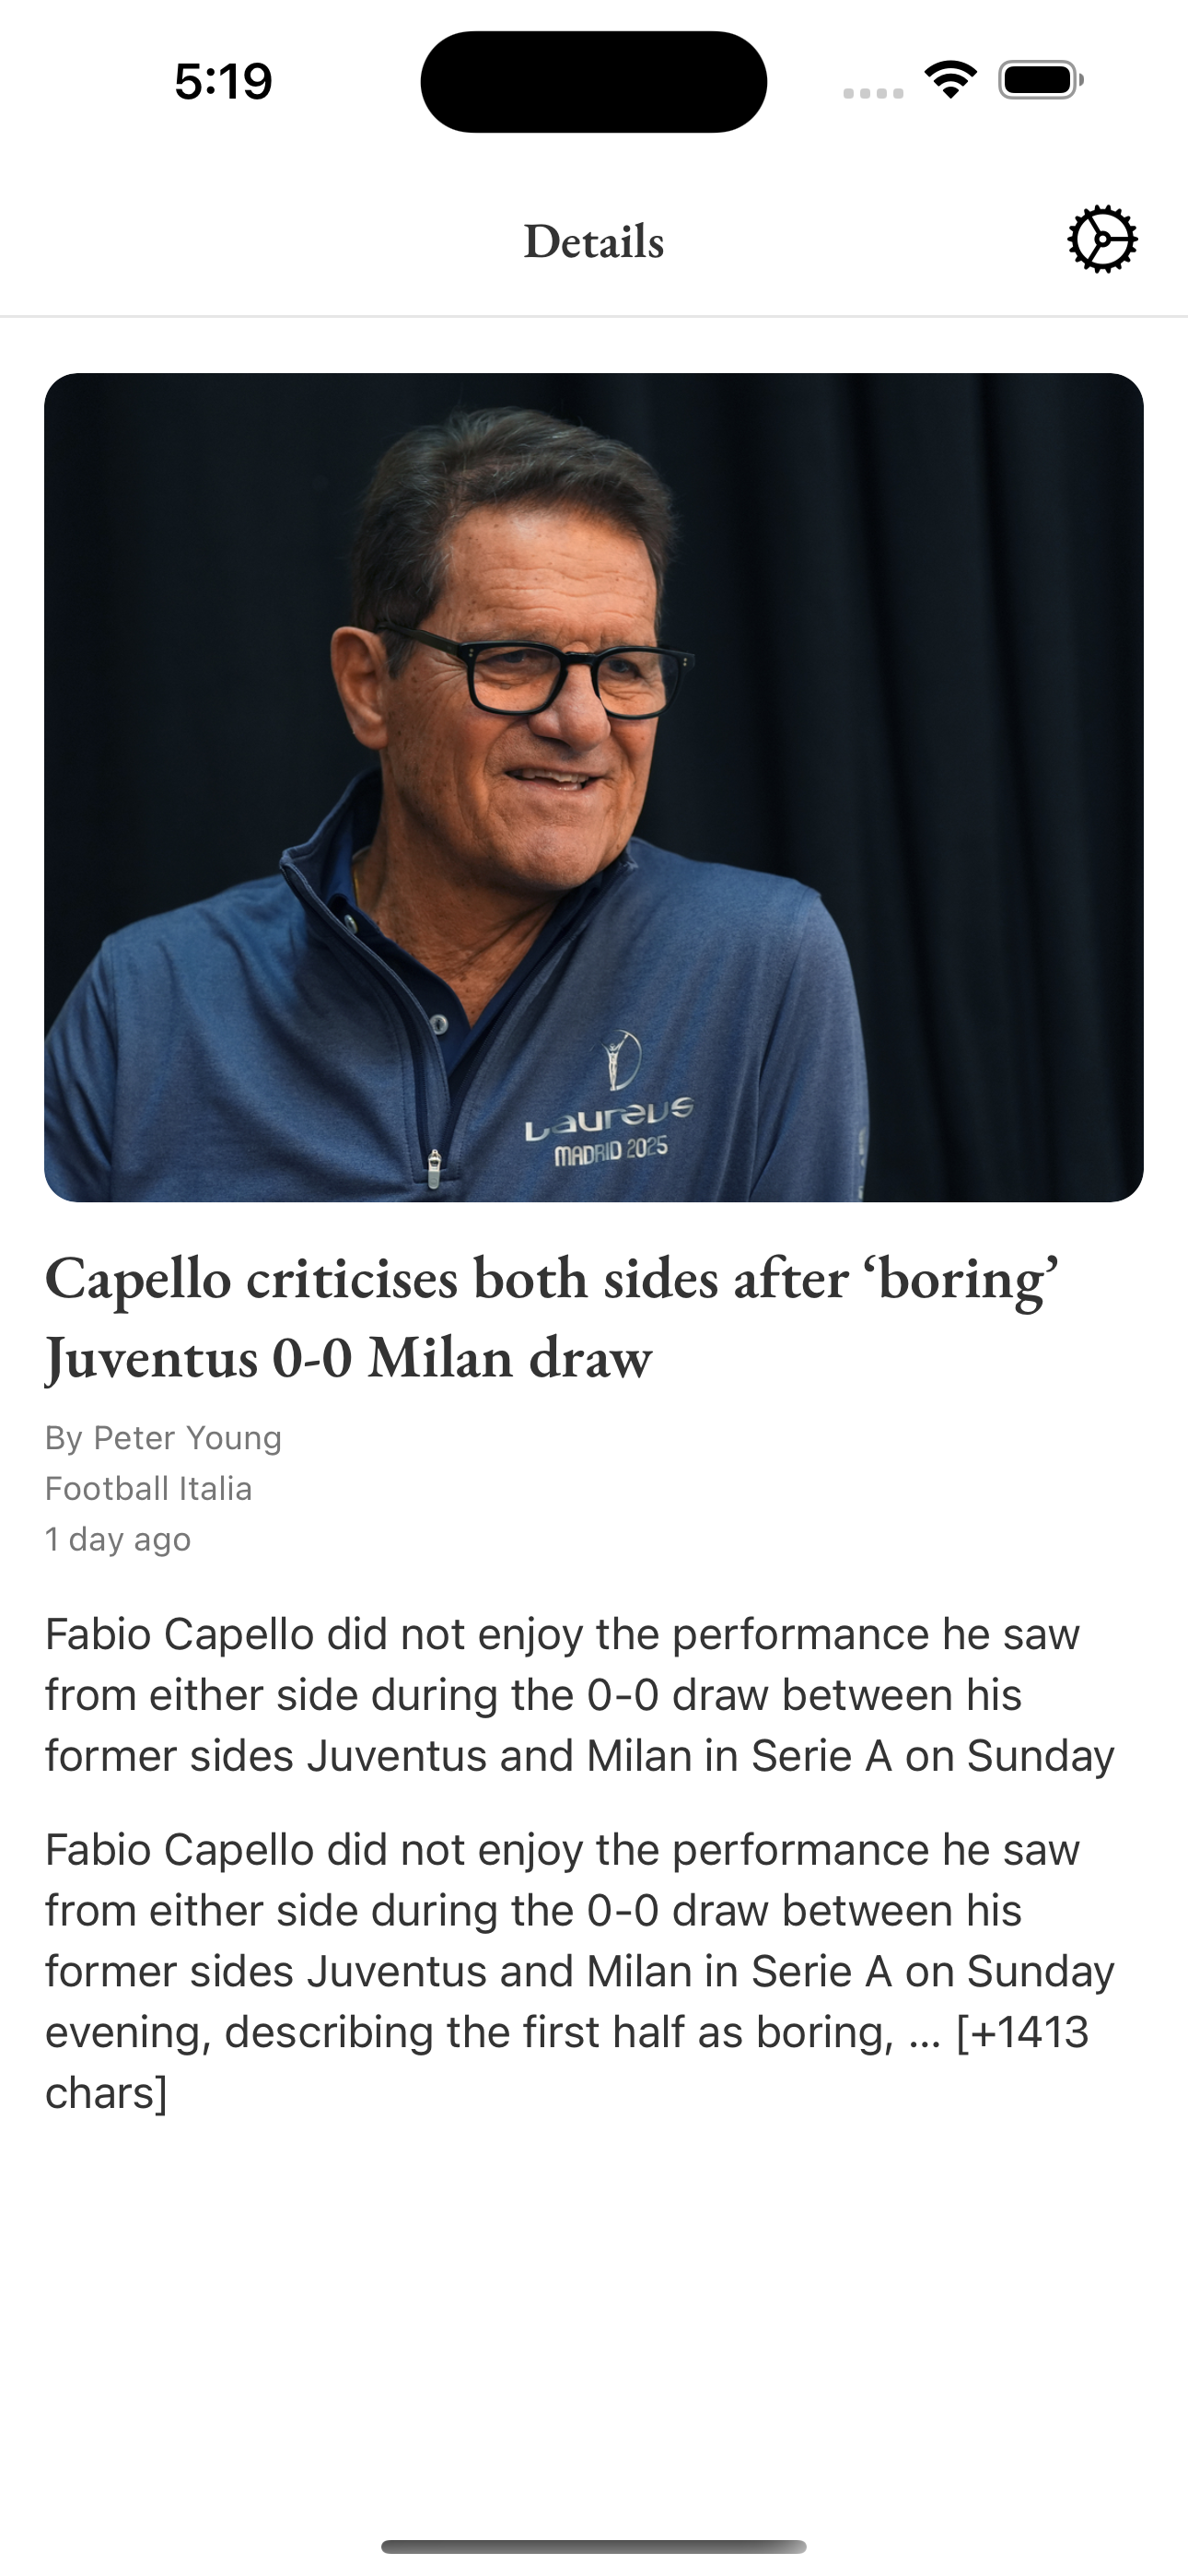 5:19
Details
Laureus
MADRID 2025
Capello criticises both sides after ‘boring’
Juventus 0-0 Milan draw
By Peter Young
Football Italia
1 day ago
Fabio Capello did not enjoy the performance he saw
from either side during the 0-0 draw between his
former sides Juventus and Milan in Serie A on Sunday
Fabio Capello did not enjoy the performance he saw
from either side during the 0-0 draw between his
former sides Juventus and Milan in Serie A on Sunday
evening, describing the first half as boring, … [+1413
chars]